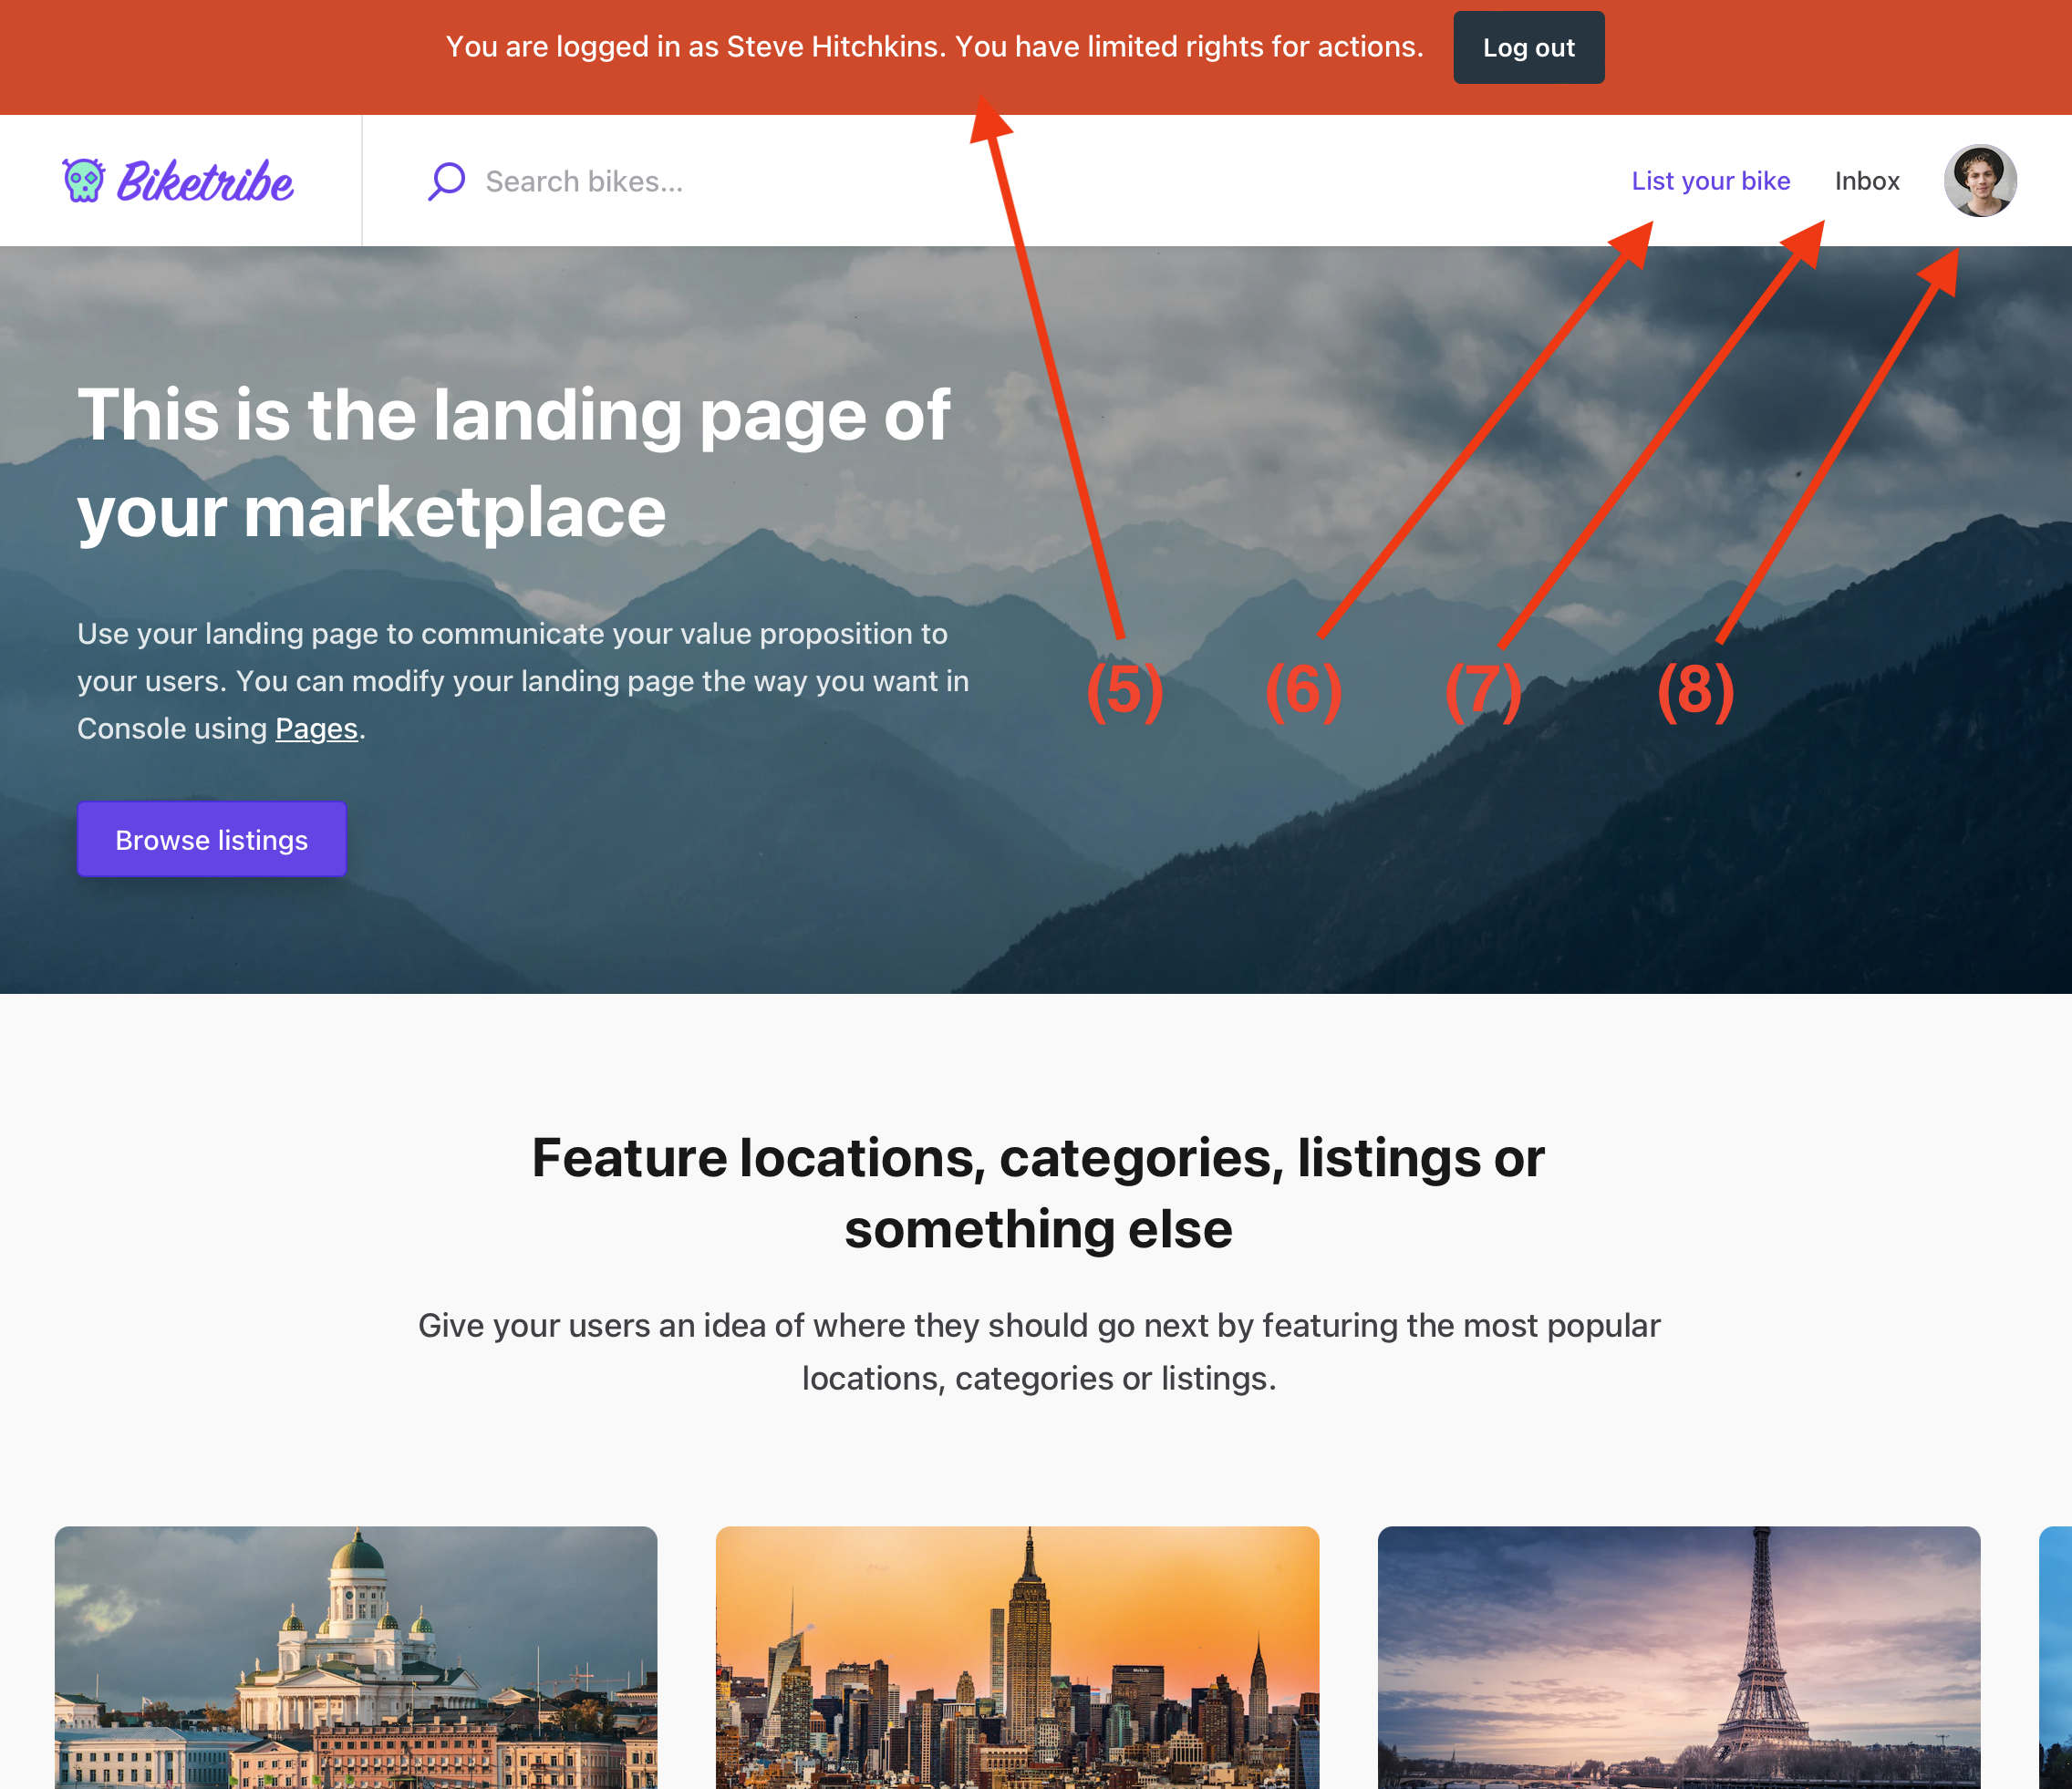 You are logged in as Steve Hitchkins. You have limited rights for actions. Log out
Biketribe Search bikes... List your bike Inbox
This is the landing page of
your marketplace
Use your landing page to communicate your value proposition to
your users. You can modify your landing page the way you want in
Console using Pages.
(5) (6) (7) (8)
Browse listings
Feature locations, categories, listings or
something else
Give your users an idea of where they should go next by featuring the most popular
locations, categories or listings.